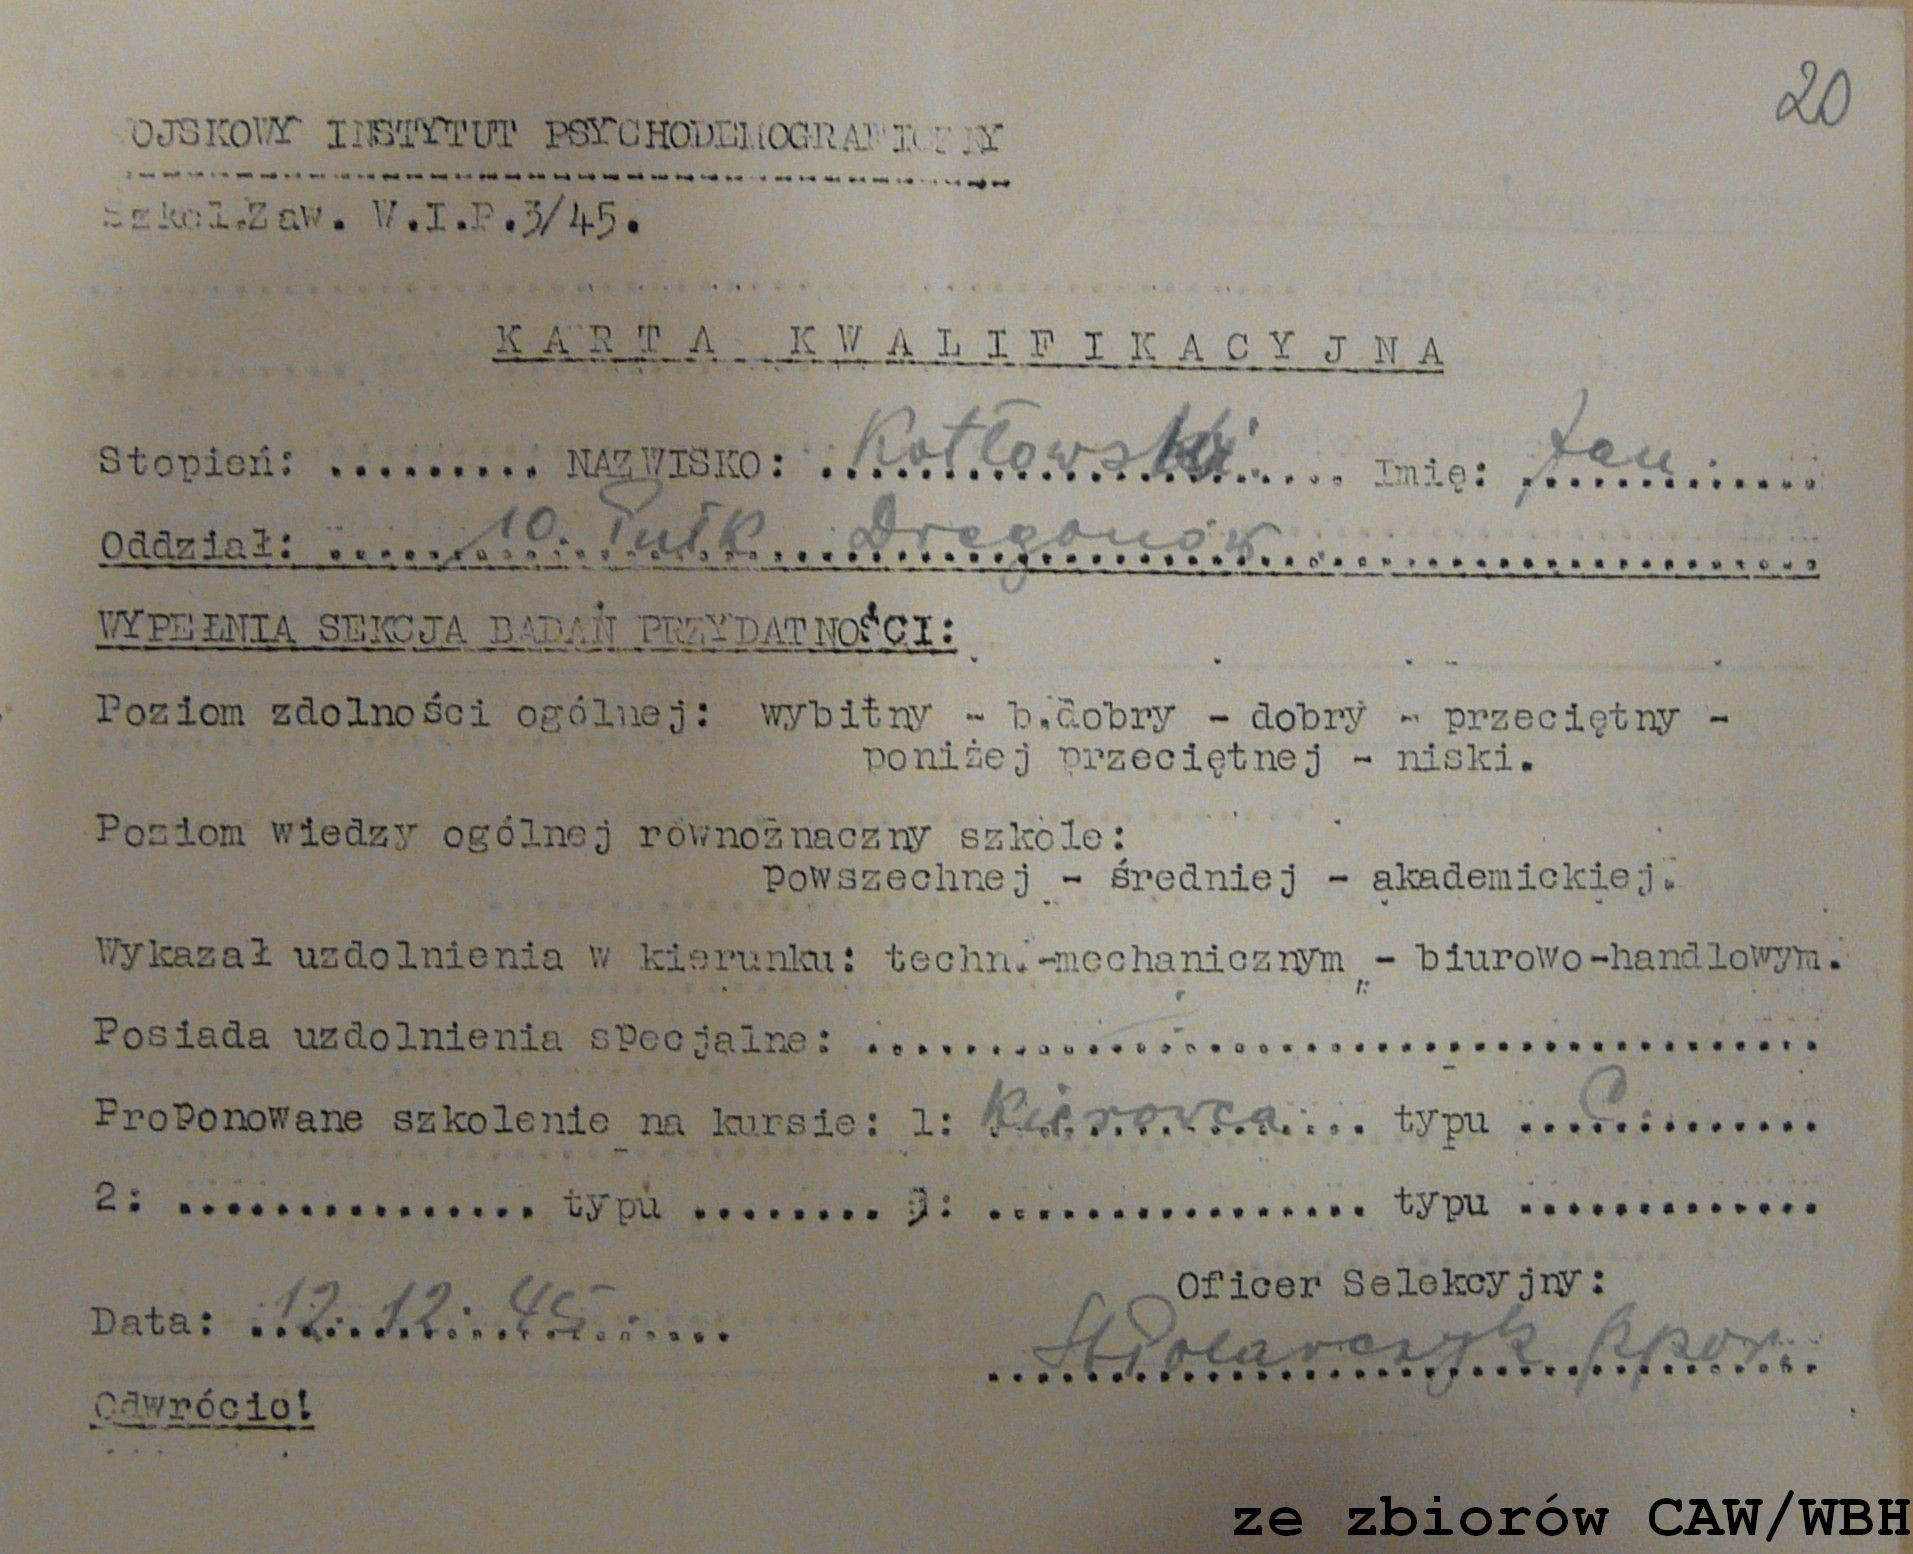 20
OJSKOWY INSTYTUT PSYCHODEMOGRAFICZNY
Szkol.Zaw. W.I.P.3/45.
KARTA KWALIFIKACYJNA
Stopień: ......... NAZWISKO: Kotłowski Imię: Jan
Oddział: 10. Pułk Dragonów
WYPEŁNIA SEKCJA BADAŃ PRZYDATNOŚCI:
Poziom zdolności ogólnej: wybitny - b.dobry - dobry - przeciętny -
poniżej przeciętnej - niski.
Poziom wiedzy ogólnej równoznaczny szkole:
powszechnej - średniej - akademickiej.
Wykazał uzdolnienia w kierunku: techn.-mechanicznym - biurowo-handlowym.
Posiada uzdolnienia specjalne: .......................................
Proponowane szkolenie na kursie: 1: Kierowca typu C
2: ............... typu ........ 3: ................ typu .............
Oficer Selekcyjny:
Data: 12.12.45
Stolarczyk ppor.
Odwrócic!
ze zbiorów CAW/WBH